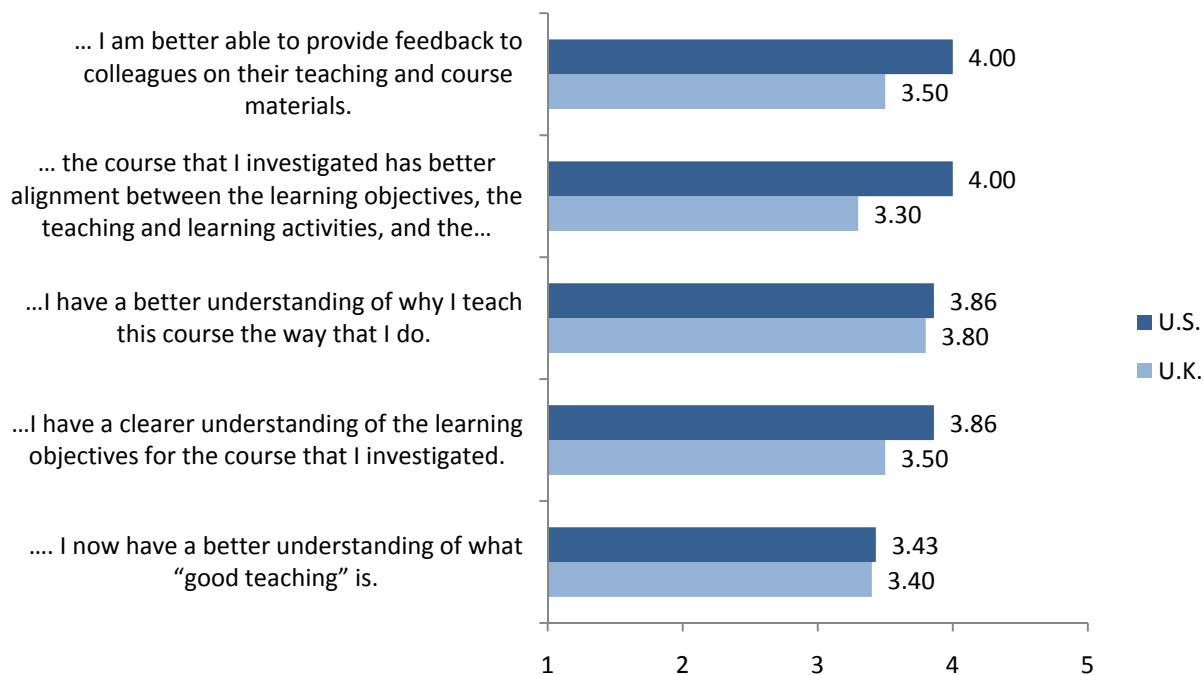 ... I am better able to provide feedback to
colleagues on their teaching and course
materials.
4.00
3.50
... the course that I investigated has better
alignment between the learning objectives, the
teaching and learning activities, and the...
4.00
3.30
...I have a better understanding of why I teach
this course the way that I do.
3.86
3.80
...I have a clearer understanding of the learning
objectives for the course that I investigated.
3.86
3.50
.... I now have a better understanding of what
“good teaching” is.
3.43
3.40
U.S.
U.K.
1 2 3 4 5